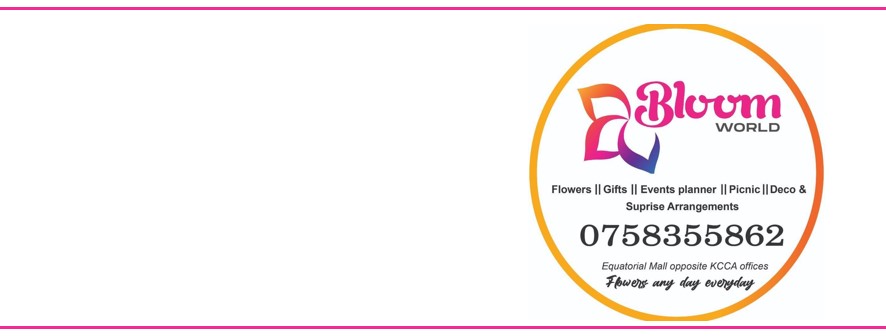 Bloom
WORLD
Flowers || Gifts || Events planner || Picnic || Deco &
Suprise Arrangements
0758355862
Equatorial Mall opposite KCCA offices
Flowers any day everyday